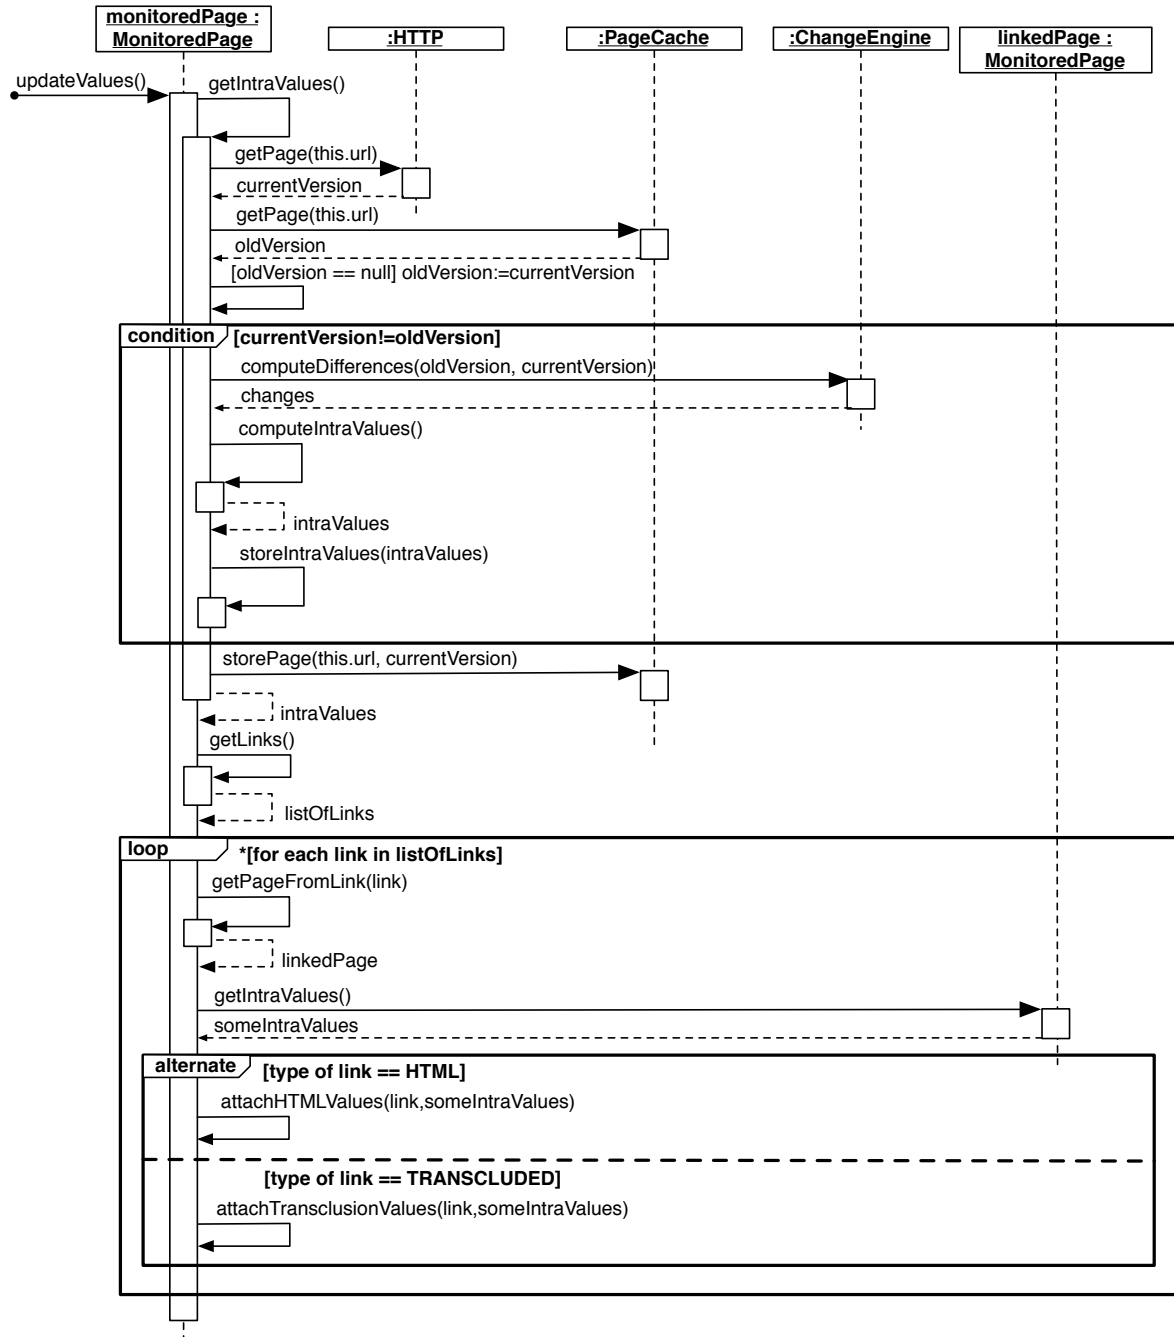 monitoredPage :
MonitoredPage
:HTTP
:PageCache
:ChangeEngine
linkedPage :
MonitoredPage
updateValues()
getIntraValues()
getPage(this.url)
currentVersion
getPage(this.url)
oldVersion
[oldVersion == null] oldVersion:=currentVersion
condition [currentVersion!=oldVersion]
computeDifferences(oldVersion, currentVersion)
changes
computeIntraValues()
intraValues
storeIntraValues(intraValues)
storePage(this.url, currentVersion)
intraValues
getLinks()
listOfLinks
loop *[for each link in listOfLinks]
getPageFromLink(link)
linkedPage
getIntraValues()
someIntraValues
alternate [type of link == HTML]
attachHTMLValues(link,someIntraValues)
[type of link == TRANSCLUDED]
attachTransclusionValues(link,someIntraValues)